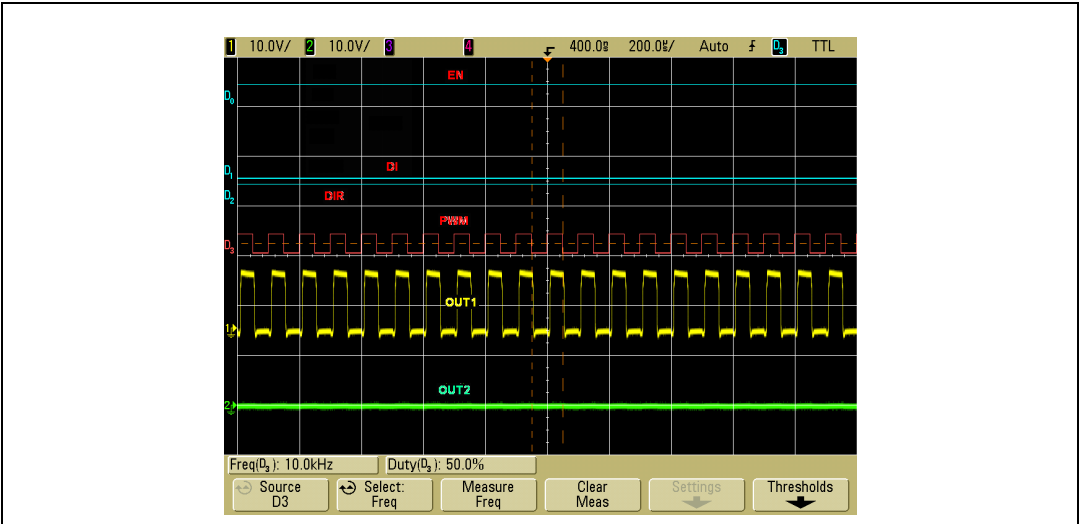 1 10.0V/ 2 10.0V/ 3 4 400.0us 200.0us/ Auto D3 TTL
EN
D0
DI
D1
DIR
D2
PWM
D3
OUT1
1
OUT2
2
Freq(D3): 10.0kHz Duty(D3): 50.0%
Source D3
Select: Freq
Measure Freq
Clear Meas
Settings
Thresholds